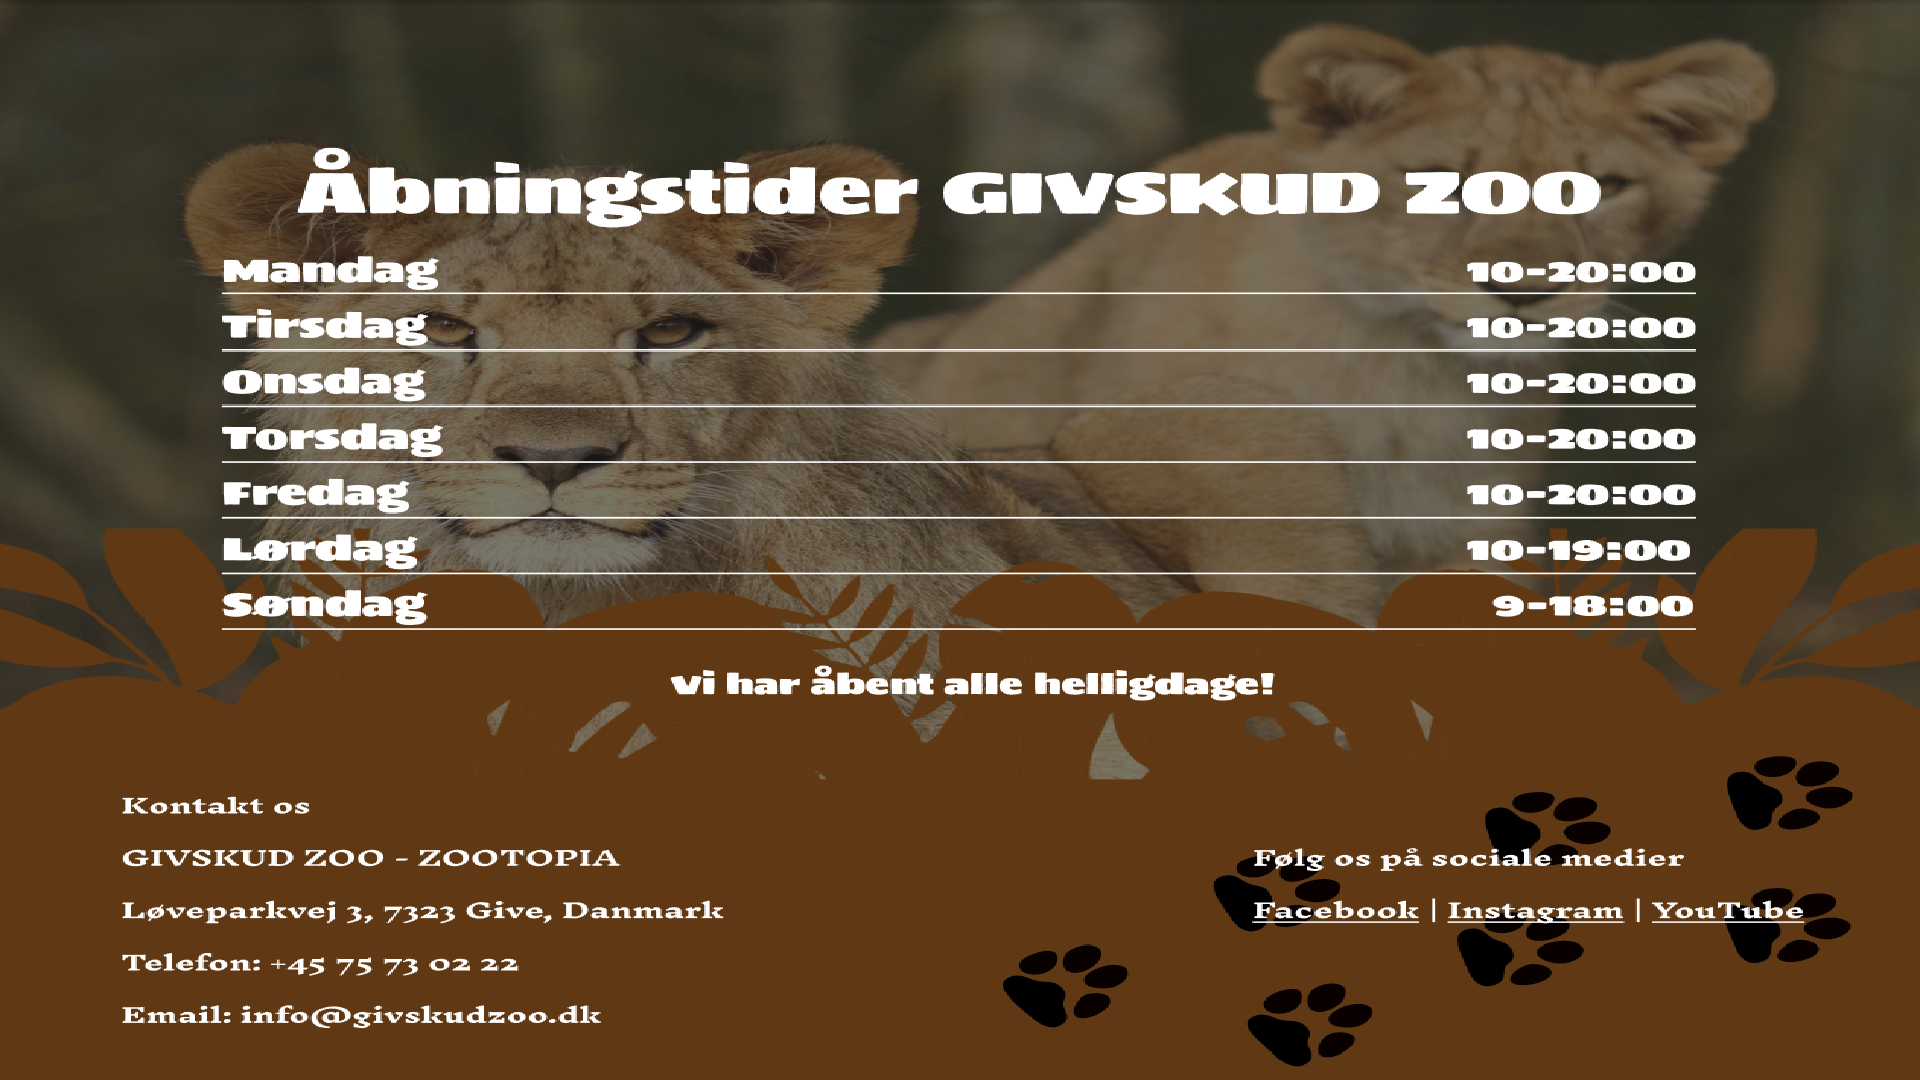 Åbningstider GIVSKUD ZOO
Mandag 10-20:00
Tirsdag 10-20:00
Onsdag 10-20:00
Torsdag 10-20:00
Fredag 10-20:00
Lørdag 10-19:00
Søndag 9-18:00
Vi har åbent alle helligdage!
Kontakt os
GIVSKUD ZOO - ZOOTOPIA
Løveparkvej 3, 7323 Give, Danmark
Telefon: +45 75 73 02 22
Email: info@givskudzoo.dk
Følg os på sociale medier
Facebook | Instagram | YouTube